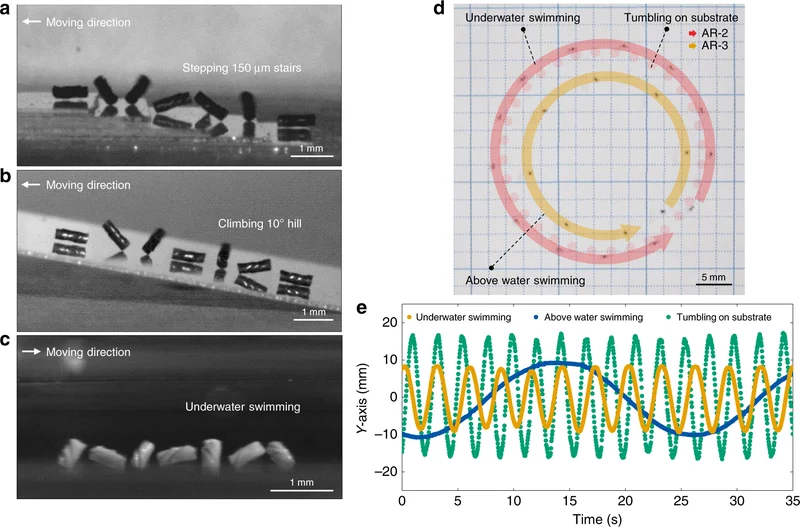 a
Moving direction
Stepping 150 μm stairs
1 mm
b
Moving direction
Climbing 10° hill
1 mm
c
Moving direction
Underwater swimming
1 mm
d
Underwater swimming
Tumbling on substrate
AR-2
AR-3
Above water swimming
5 mm
e
Underwater swimming
Above water swimming
Tumbling on substrate
Y-axis (mm)
20
10
0
−10
−20
0 5 10 15 20 25 30 35
Time (s)